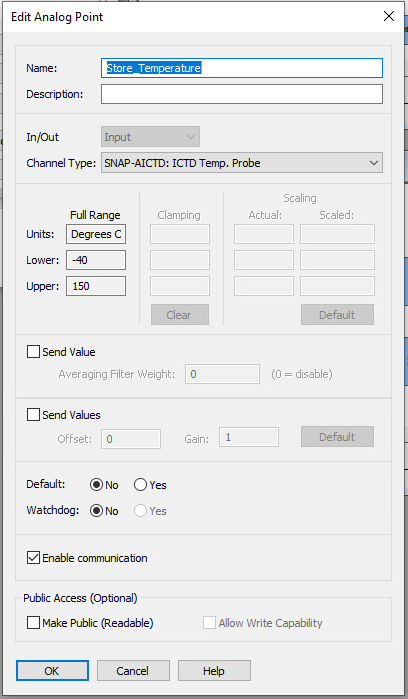 Edit Analog Point
Name: Store_Temperature
Description:
In/Out Input
Channel Type: SNAP-AICTD: ICTD Temp. Probe
Scaling
Full Range Clamping Actual: Scaled:
Units: Degrees C
Lower: -40
Upper: 150
Clear Default
Send Value
Averaging Filter Weight: 0 (0 = disable)
Send Values
Offset: 0 Gain: 1 Default
Default: No Yes
Watchdog: No Yes
Enable communication
Public Access (Optional)
Make Public (Readable) Allow Write Capability
OK Cancel Help